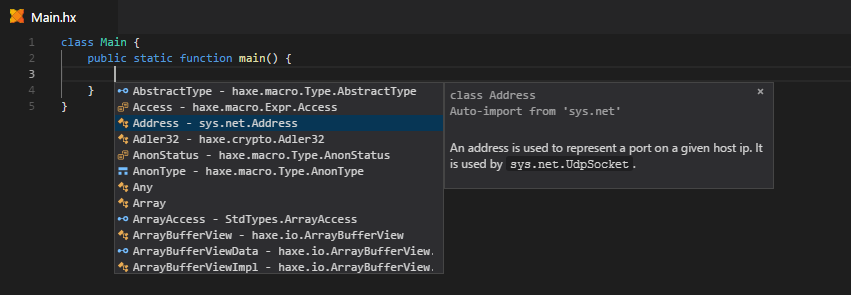 Main.hx
1 class Main {
2 public static function main() {
3
4 }
5 }
AbstractType - haxe.macro.Type.AbstractType
Access - haxe.macro.Expr.Access
Address - sys.net.Address
Adler32 - haxe.crypto.Adler32
AnonStatus - haxe.macro.Type.AnonStatus
AnonType - haxe.macro.Type.AnonType
Any
Array
ArrayAccess - StdTypes.ArrayAccess
ArrayBufferView - haxe.io.ArrayBufferView
ArrayBufferViewData - haxe.io.ArrayBufferView.
ArrayBufferViewImpl - haxe.io.ArrayBufferView.
class Address ×
Auto-import from 'sys.net'
An address is used to represent a port on a given host ip. It
is used by sys.net.UdpSocket.